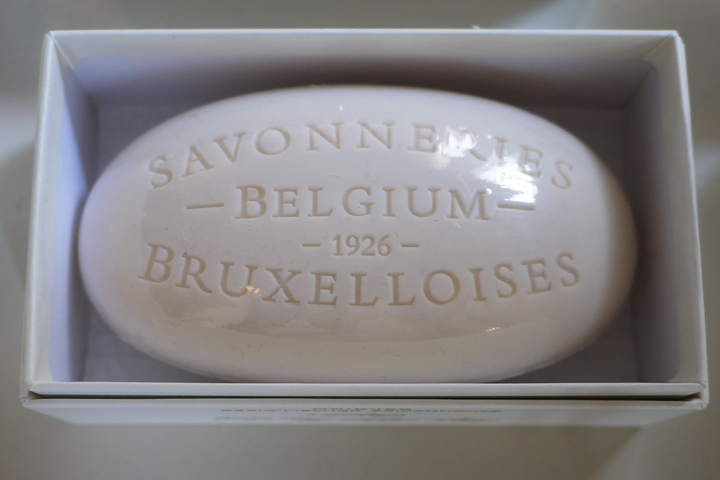 SAVONNERIES
— BELGIUM —
– 1926 –
BRUXELLOISES